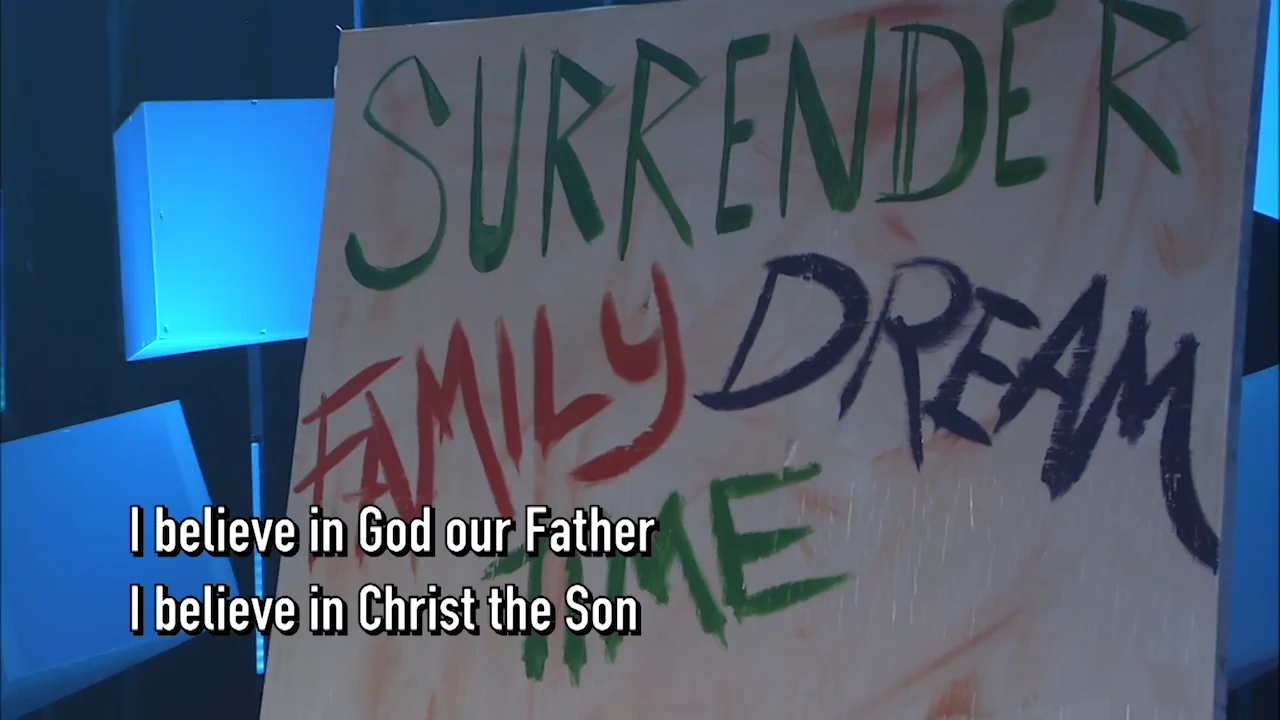 SURRENDER
FAMILY DREAM
TIME
I believe in God our Father
I believe in Christ the Son